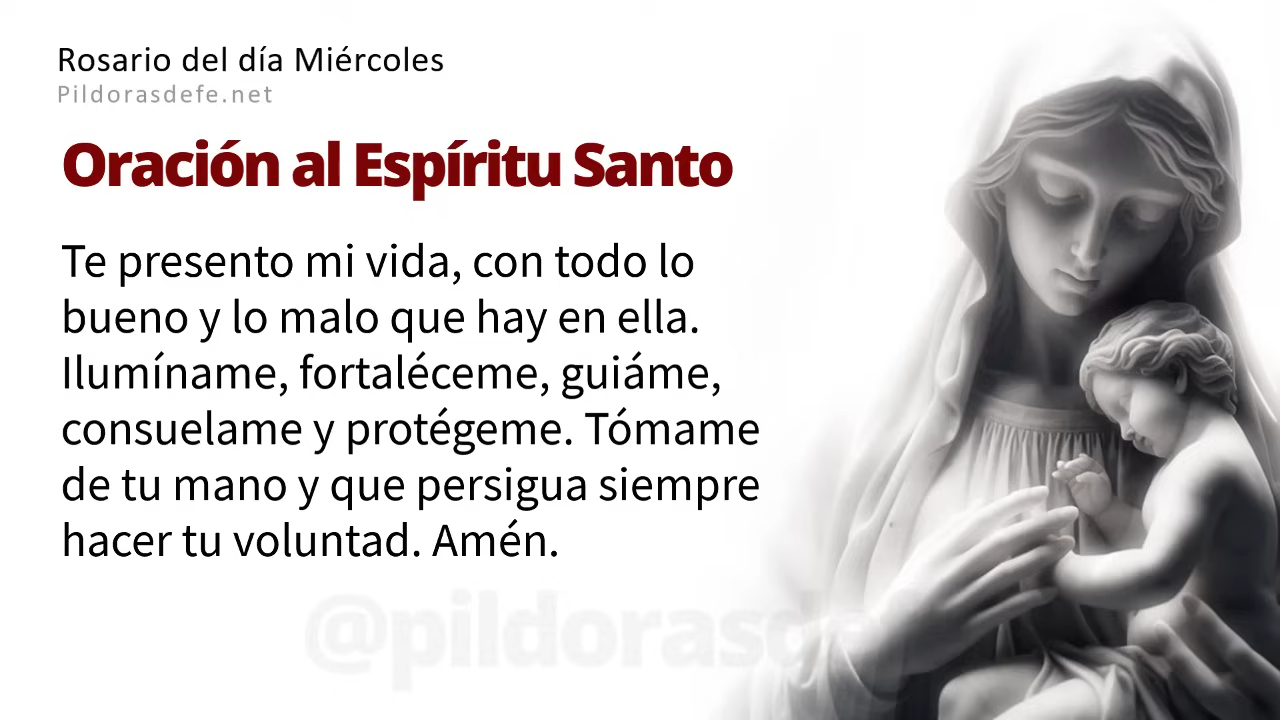 Rosario del día Miércoles
Pildorasdefe.net
Oración al Espíritu Santo
Te presento mi vida, con todo lo
bueno y lo malo que hay en ella.
Ilumíname, fortaléceme, guiáme,
consuelame y protégeme. Tómame
de tu mano y que persigua siempre
hacer tu voluntad. Amén.
@pildorasdefe